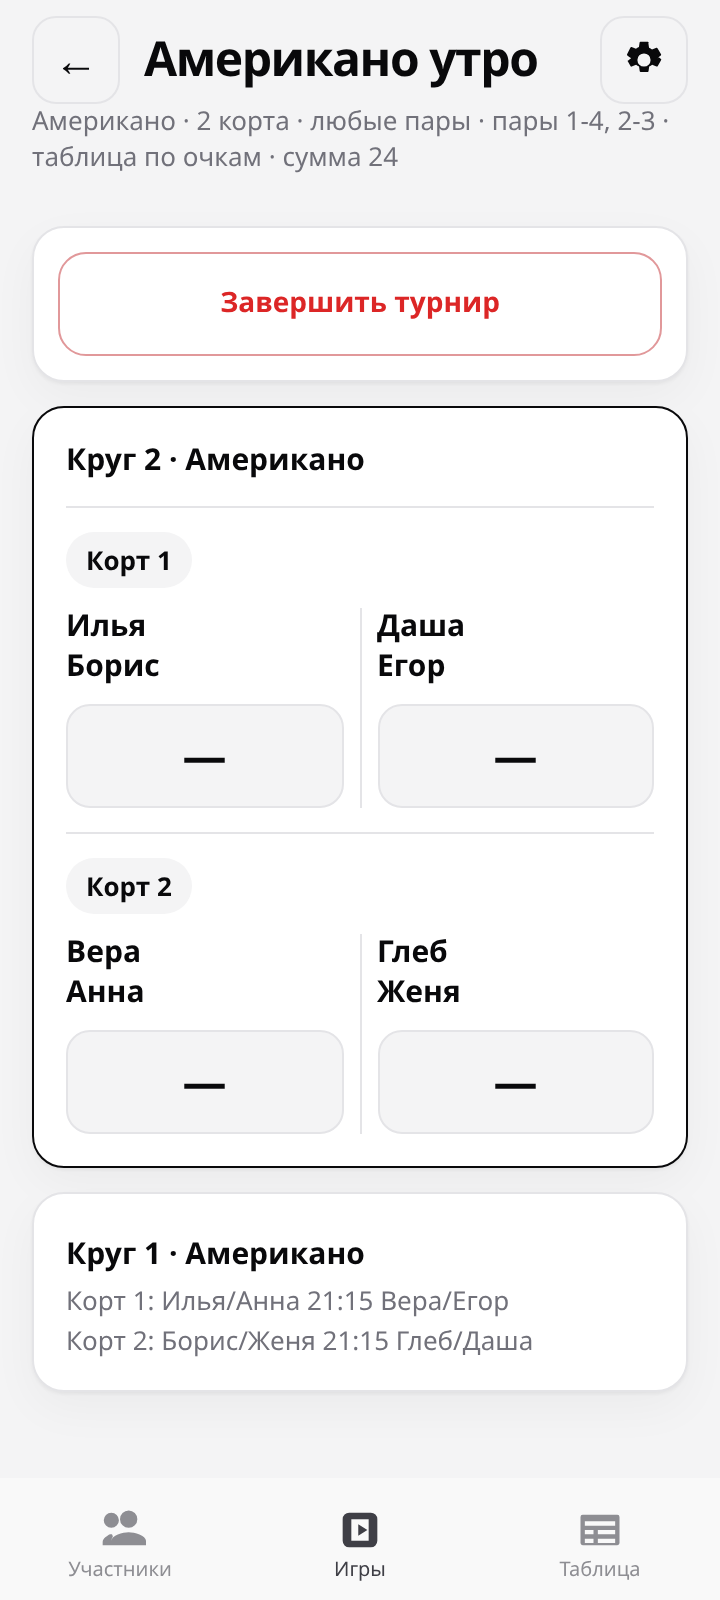 ←
Американо утро
Американо · 2 корта · любые пары · пары 1-4, 2-3 ·
таблица по очкам · сумма 24
Завершить турнир
Круг 2 · Американо
Корт 1
Илья
Борис
Даша
Егор
—
—
Корт 2
Вера
Анна
Глеб
Женя
—
—
Круг 1 · Американо
Корт 1: Илья/Анна 21:15 Вера/Егор
Корт 2: Борис/Женя 21:15 Глеб/Даша
Участники
Игры
Таблица